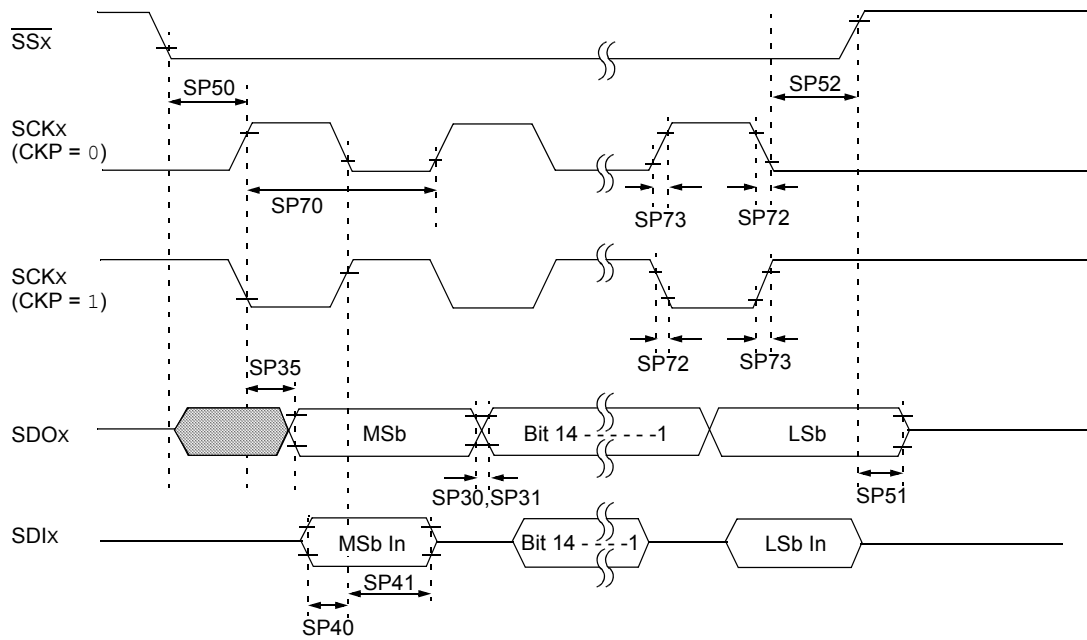 SSx
SP50
SP52
SCKx
(CKP = 0)
SP70
SP73
SP72
SCKx
(CKP = 1)
SP72
SP73
SP35
SDOx
MSb
Bit 14 - - - - - -1
LSb
SP30,SP31
SP51
SDIx
MSb In
Bit 14 - - - -1
LSb In
SP41
SP40